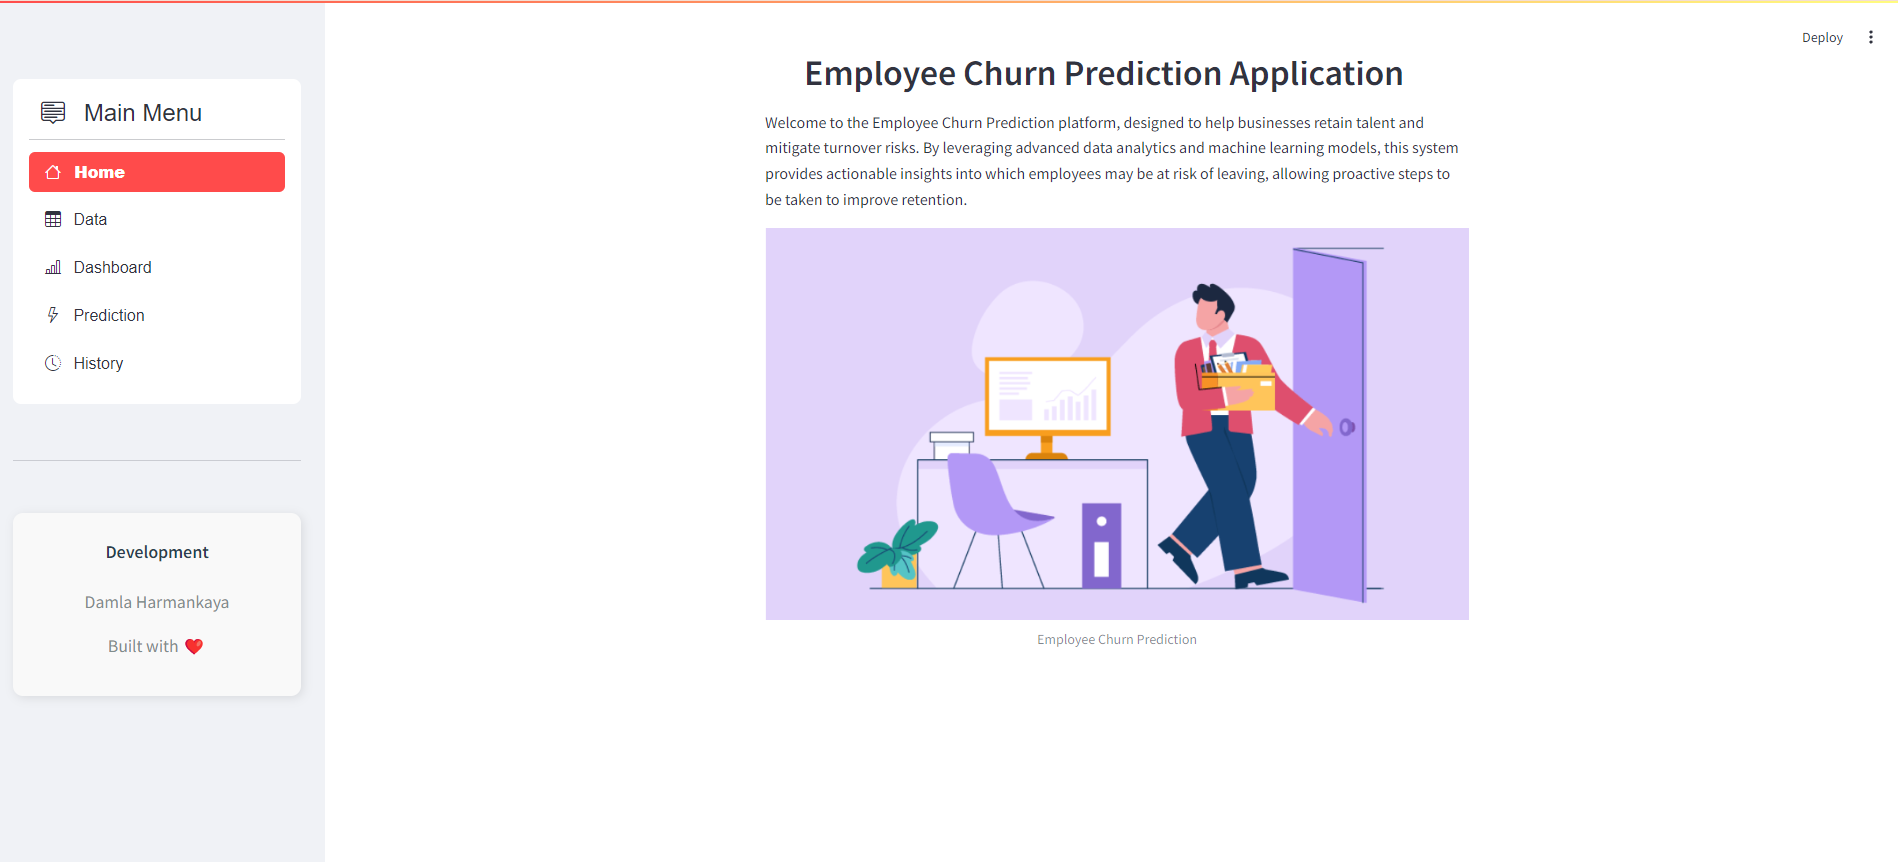 Deploy
Main Menu
Home
Data
Dashboard
Prediction
History
Development
Damla Harmankaya
Built with ❤️
Employee Churn Prediction Application
Welcome to the Employee Churn Prediction platform, designed to help businesses retain talent and
mitigate turnover risks. By leveraging advanced data analytics and machine learning models, this system
provides actionable insights into which employees may be at risk of leaving, allowing proactive steps to
be taken to improve retention.
Employee Churn Prediction